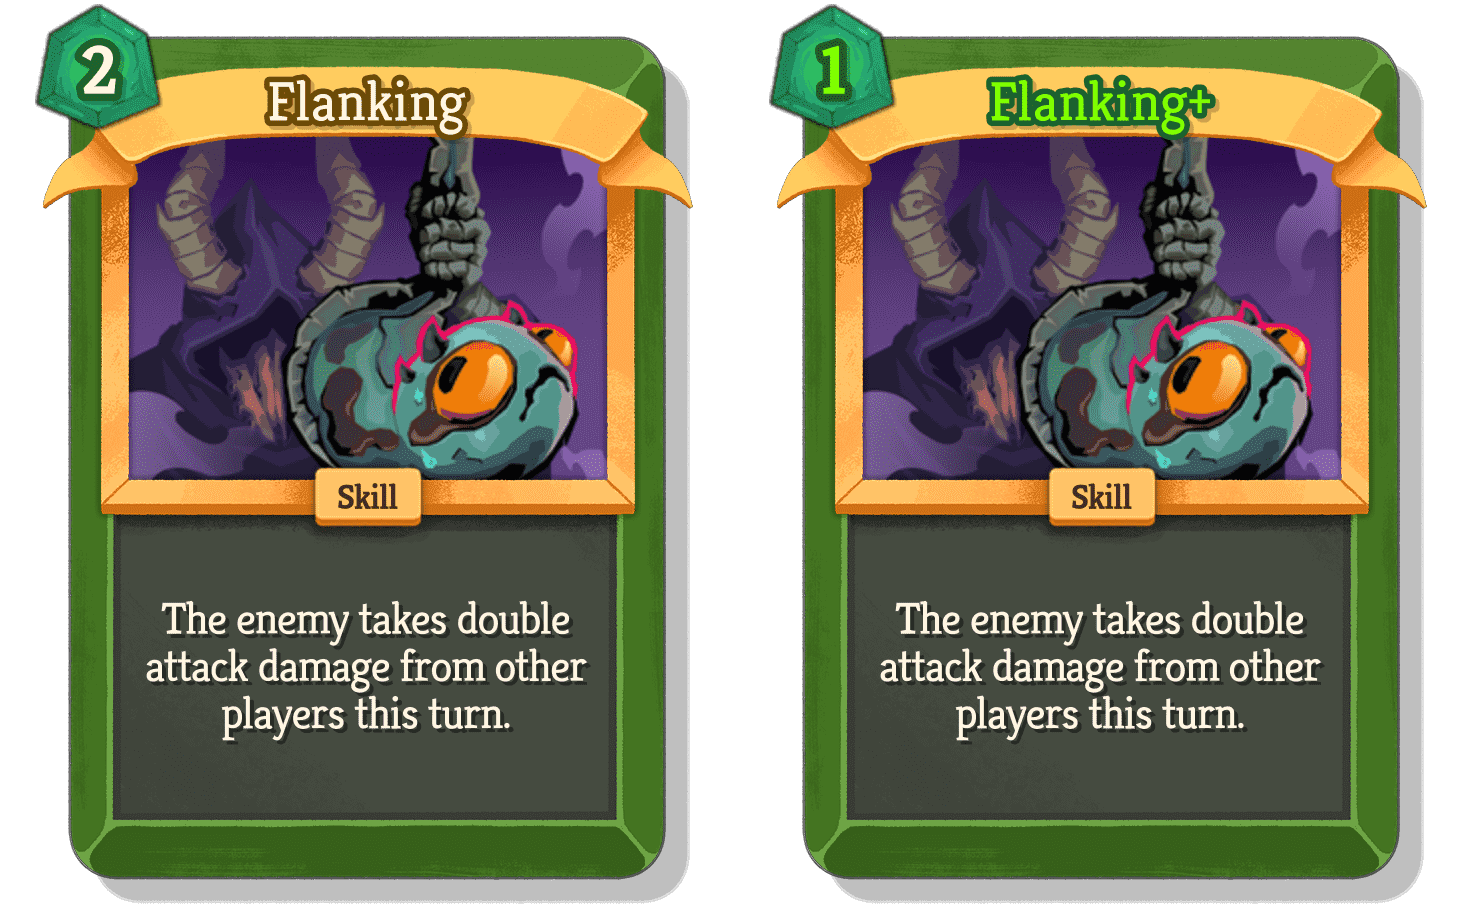 2
Flanking
Skill
The enemy takes double
attack damage from other
players this turn.
1
Flanking+
Skill
The enemy takes double
attack damage from other
players this turn.